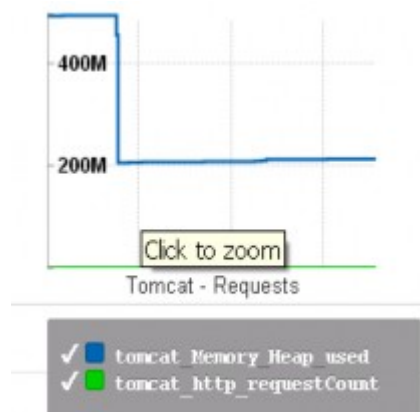 400M
200M
Click to zoom
Tomcat - Requests
✓ tomcat_Memory_Heap_used
✓ tomcat_http_requestCount